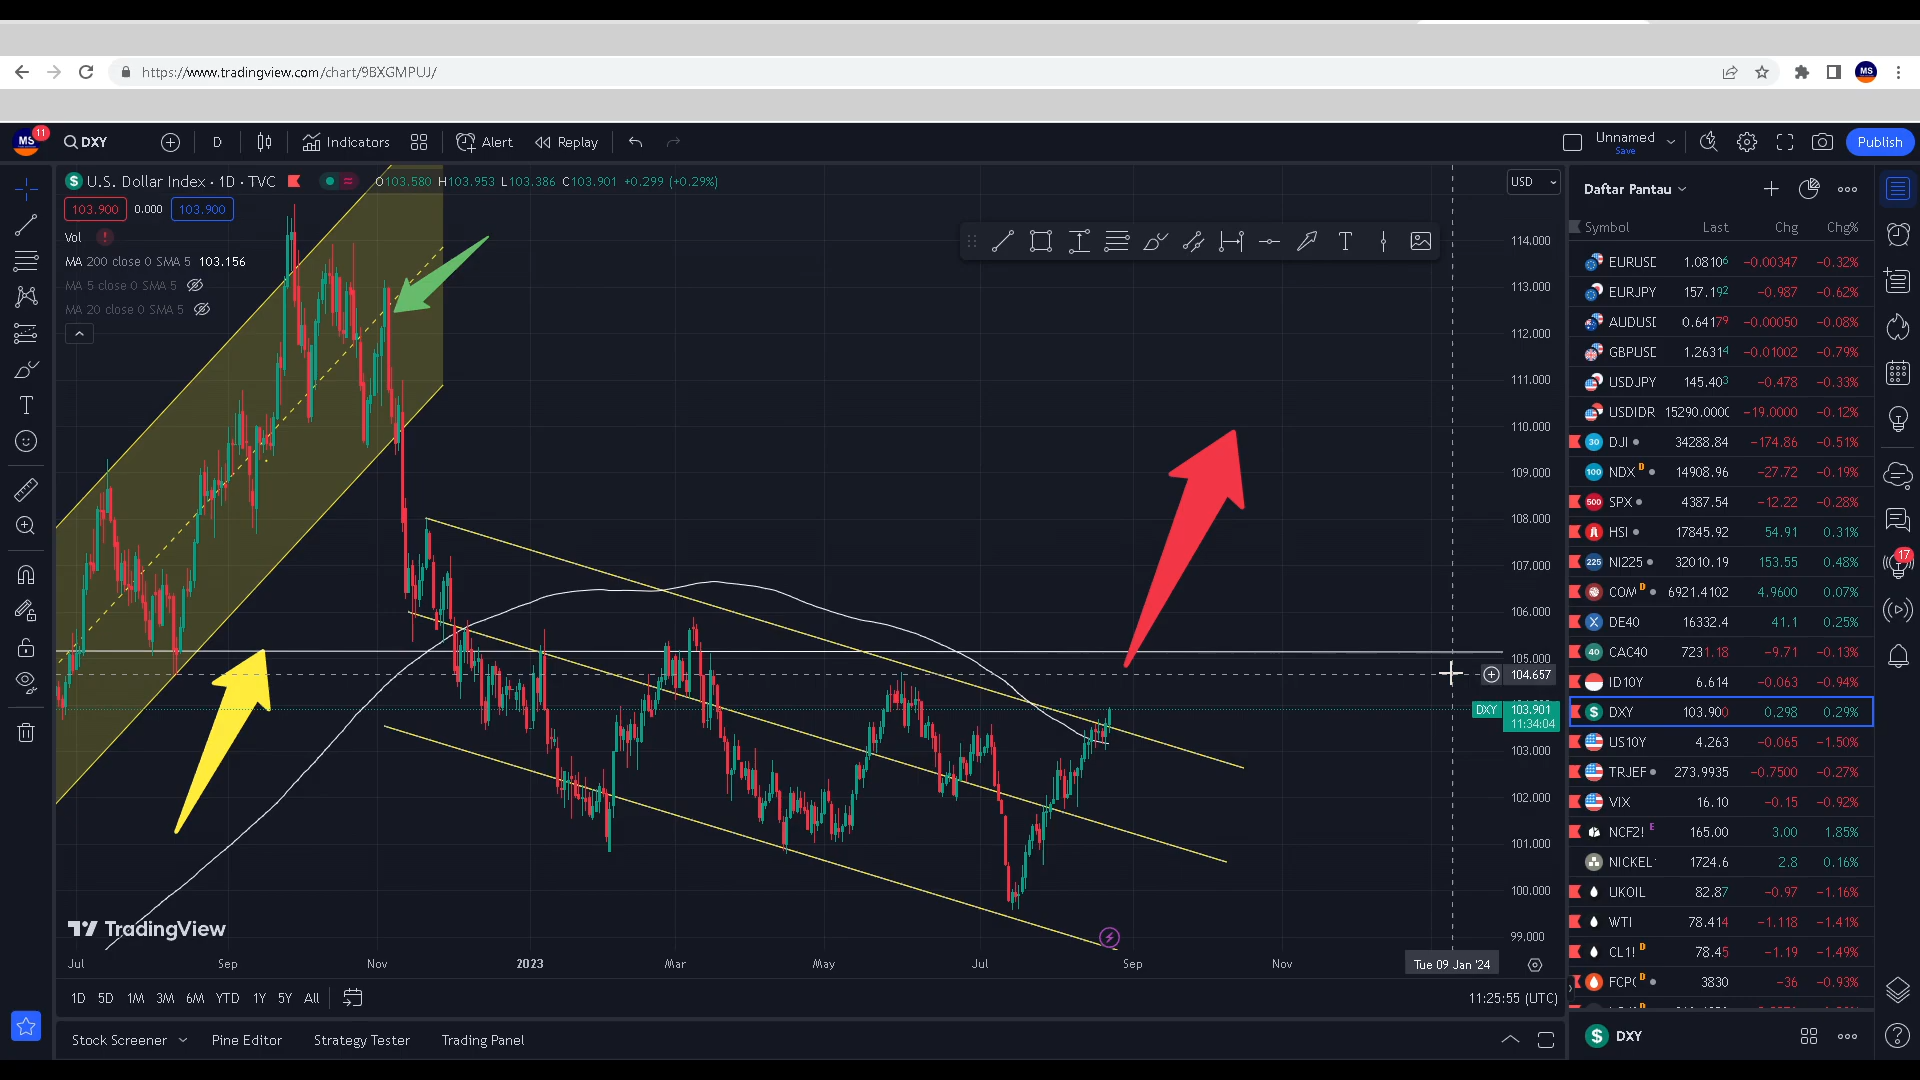 https://www.tradingview.com/chart/9BXGMPUJ/
MS
MS 11 DXY D Indicators Alert Replay Unnamed Save Publish
U.S. Dollar Index · 1D · TVC O103.580 H103.953 L103.386 C103.901 +0.299 (+0.29%)
USD
103.900 0.000 103.900
Vol
MA 200 close 0 SMA 5 103.156
MA 5 close 0 SMA 5
MA 20 close 0 SMA 5
114.000
113.000
112.000
111.000
110.000
109.000
108.000
107.000
106.000
105.000
104.657
DXY 103.901
11:34:04
103.000
102.000
101.000
100.000
99.000
TradingView
Jul Sep Nov 2023 Mar May Jul Sep Nov Tue 09 Jan '24
1D 5D 1M 3M 6M YTD 1Y 5Y All 11:25:55 (UTC)
Stock Screener Pine Editor Strategy Tester Trading Panel
Daftar Pantau
Symbol Last Chg Chg%
EURUSD 1.08106 -0.00347 -0.32%
EURJPY 157.192 -0.987 -0.62%
AUDUSD 0.64179 -0.00050 -0.08%
GBPUSD 1.26314 -0.01002 -0.79%
USDJPY 145.403 -0.478 -0.33%
USDIDR 15290.0000 -19.0000 -0.12%
30 DJI 34288.84 -174.86 -0.51%
100 NDX D 14908.96 -27.72 -0.19%
500 SPX 4387.54 -12.22 -0.28%
HSI 17845.92 54.91 0.31%
225 NI225 32010.19 153.55 0.48%
COM D 6921.4102 4.9600 0.07%
X DE40 16332.4 41.1 0.25%
40 CAC40 7231.18 -9.71 -0.13%
ID10Y 6.614 -0.063 -0.94%
DXY 103.900 0.298 0.29%
US10Y 4.263 -0.065 -1.50%
TRJEF 273.9935 -0.7500 -0.27%
VIX 16.10 -0.15 -0.92%
NCF2! E 165.00 3.00 1.85%
NICKEL 1724.6 2.8 0.16%
UKOIL 82.87 -0.97 -1.16%
WTI 78.414 -1.118 -1.41%
CL1! D 78.45 -1.19 -1.49%
FCPO D 3830 -36 -0.93%
DXY
17